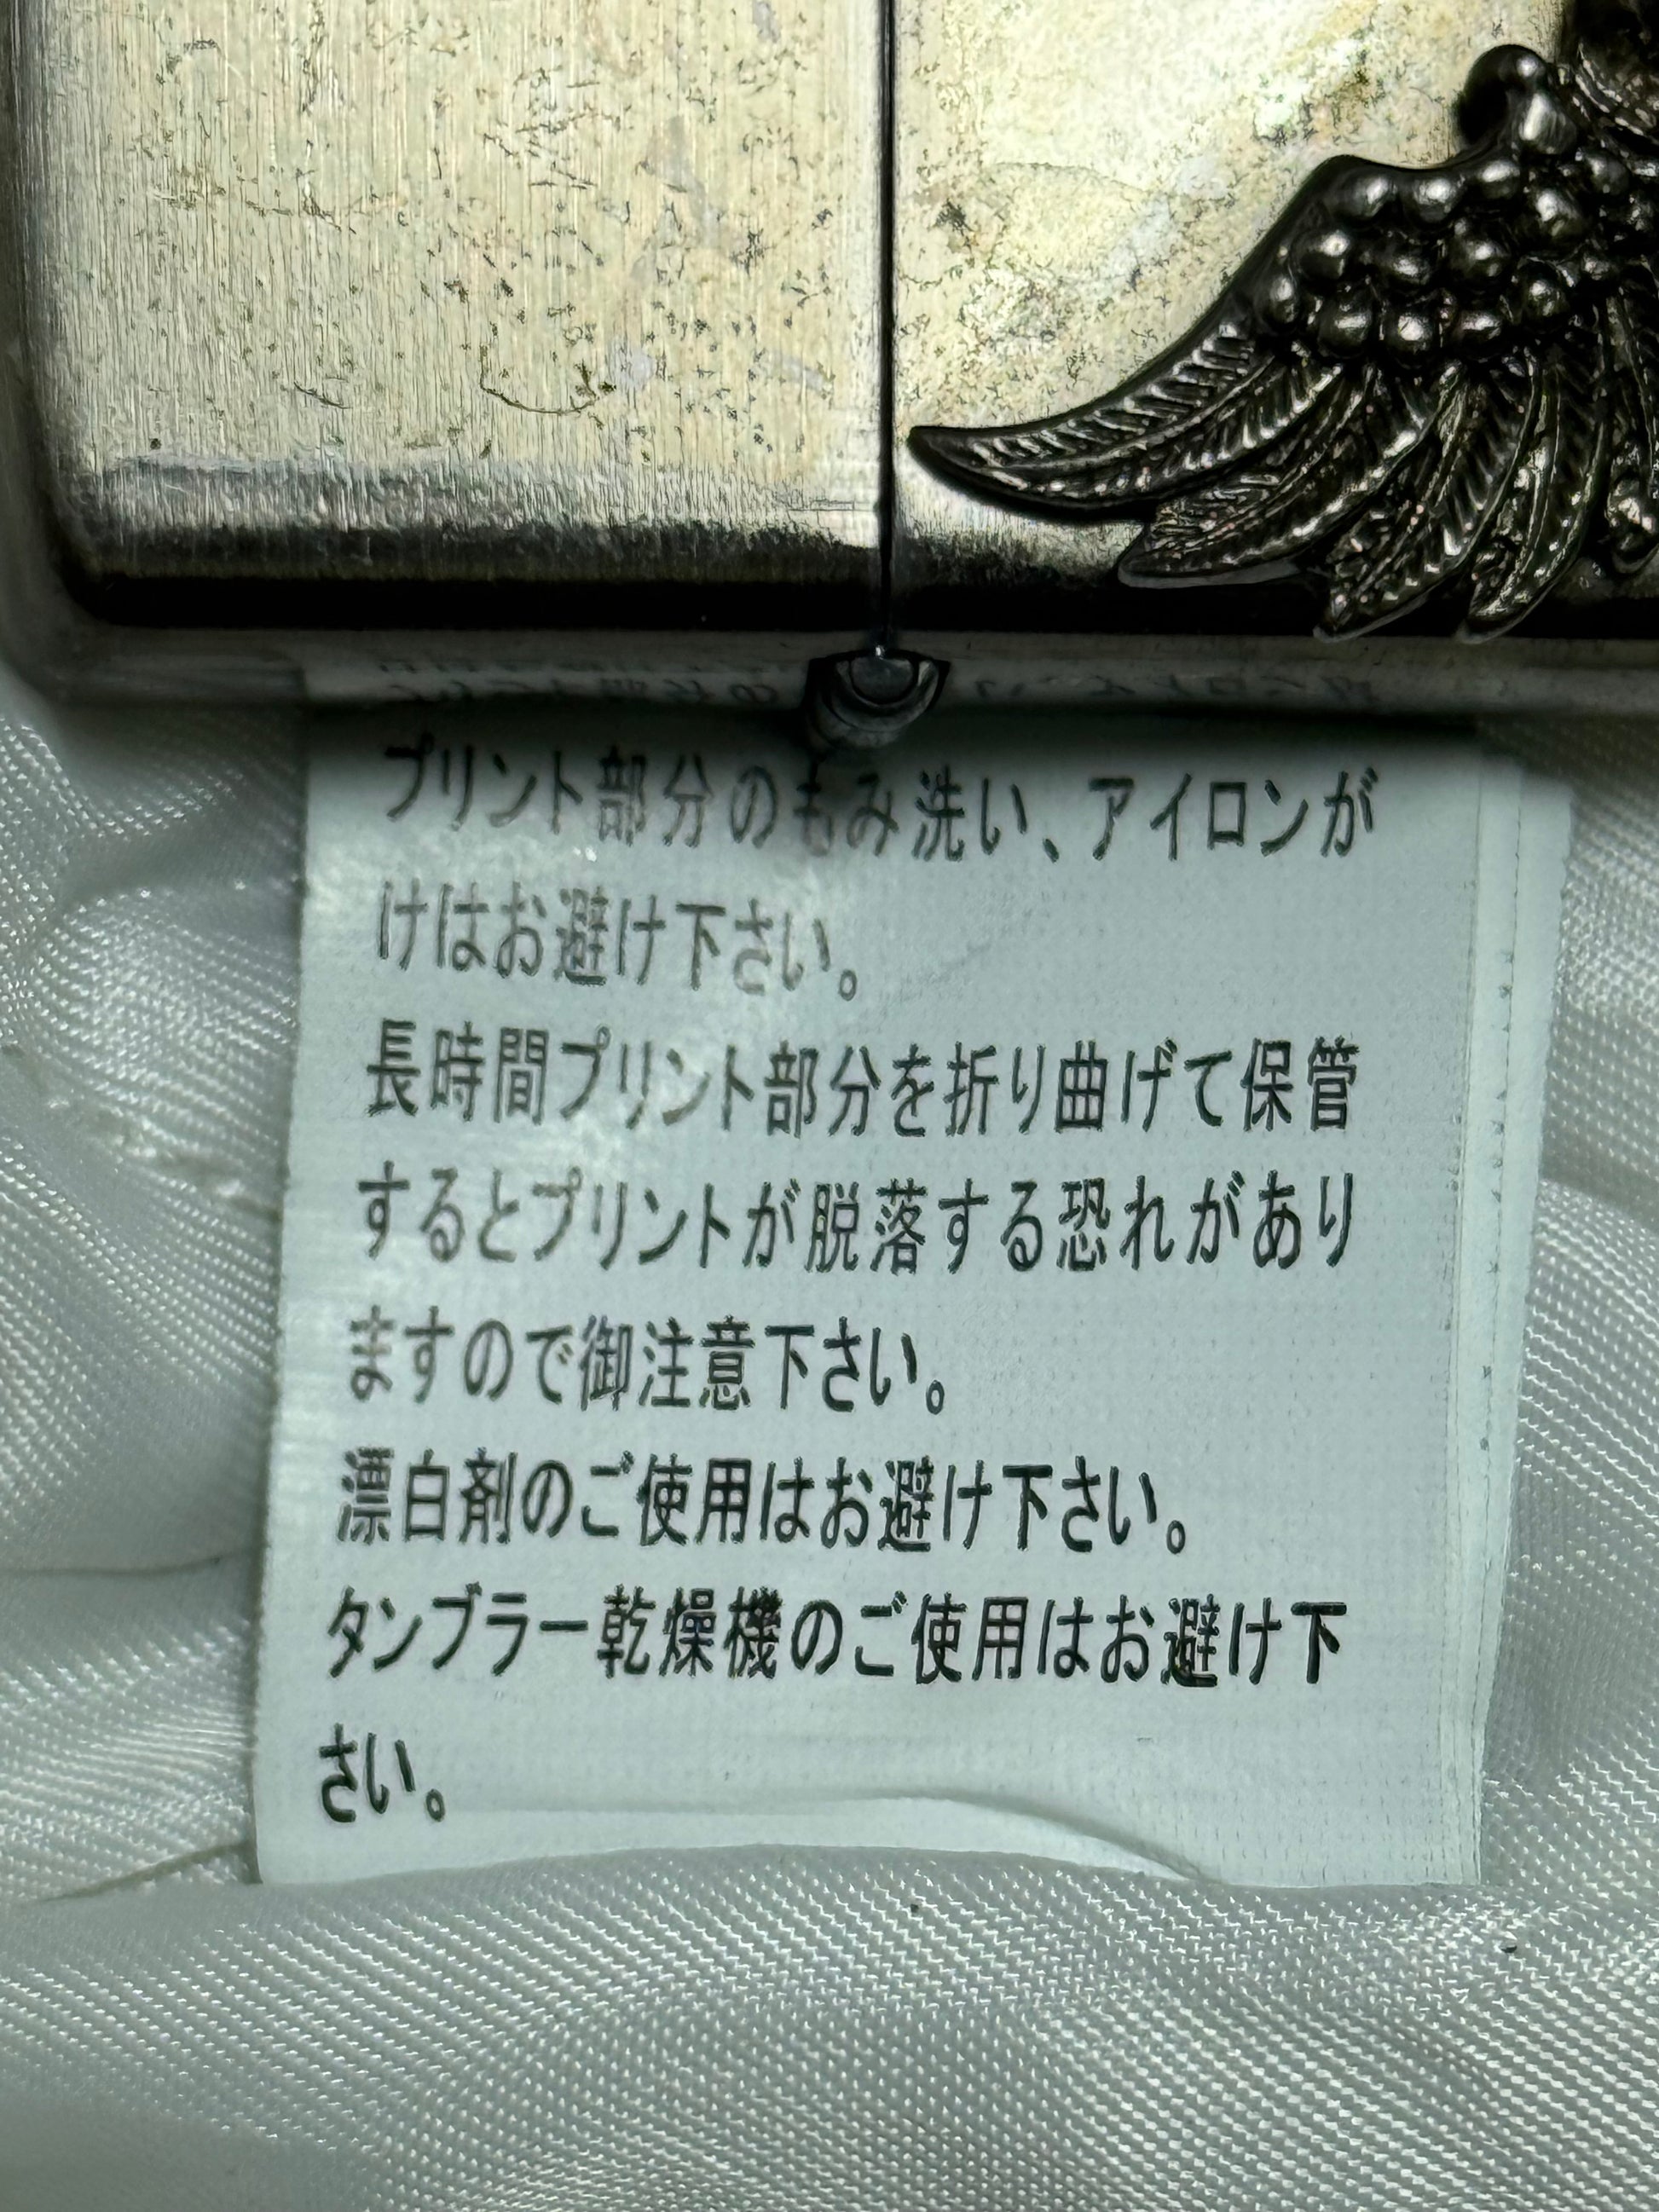 プリント部分のもみ洗い、アイロンが
けはお避け下さい。
長時間プリント部分を折り曲げて保管
するとプリントが脱落する恐れがあり
ますので御注意下さい。
漂白剤のご使用はお避け下さい。
タンブラー乾燥機のご使用はお避け下
さい。